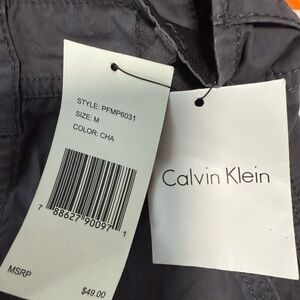 STYLE: PFMP6031
SIZE: M
COLOR: CHA
7 88627 90097 1
MSRP
$49.00
Calvin Klein